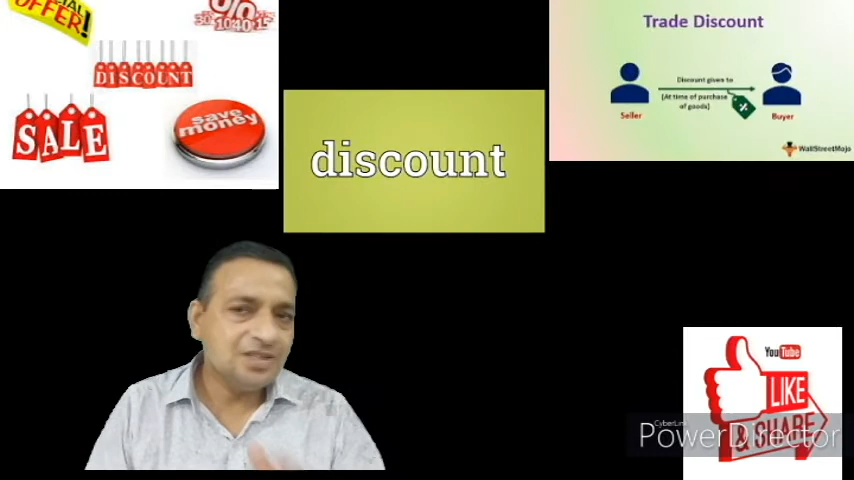 OFFER!
%
DISCOUNT
SALE
save
money
discount
Trade Discount
Discount given to
[At time of purchase
of goods]
Seller
Buyer
WallStreetMojo
YouTube
LIKE
& SHARE
CyberLink
PowerDirector